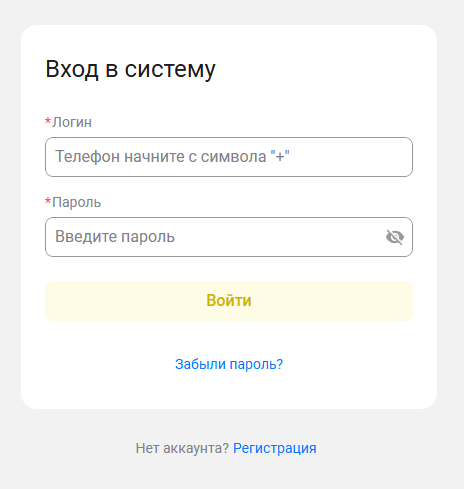 Вход в систему
*Логин
Телефон начните с символа "+"
*Пароль
Введите пароль
Войти
Забыли пароль?
Нет аккаунта? Регистрация